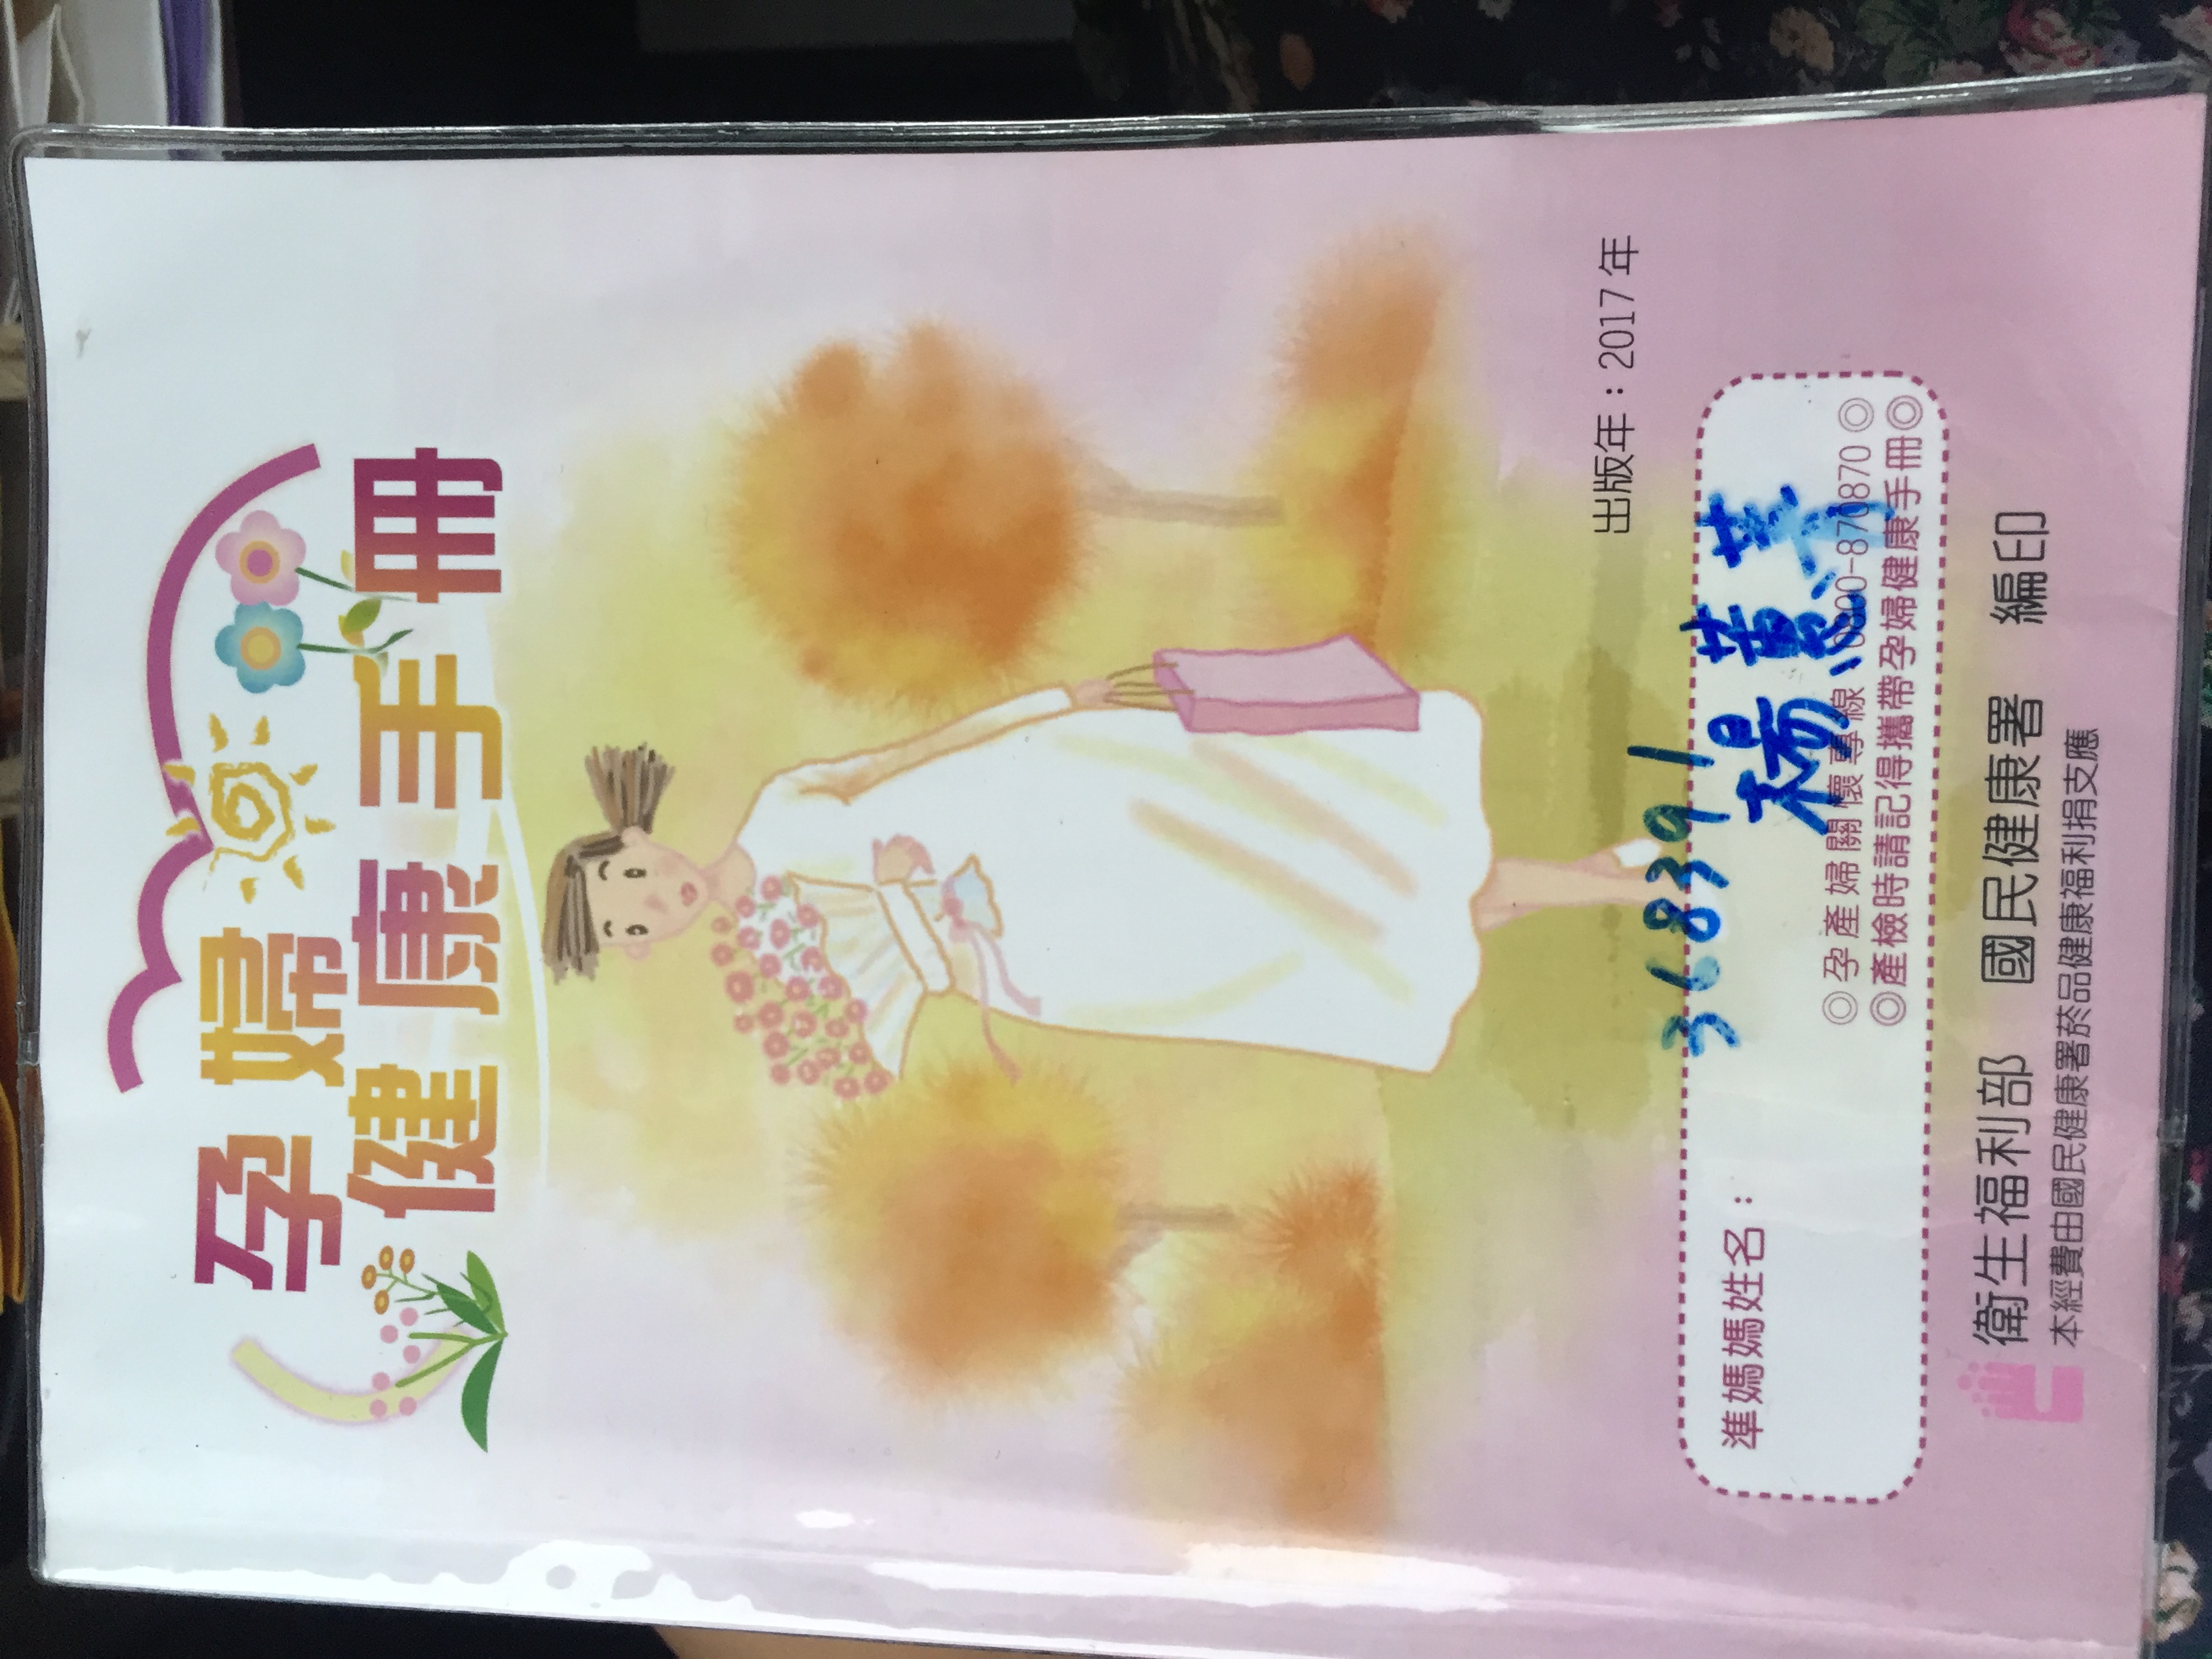 孕婦
健康手冊
出版年：2017年
368391
準媽媽姓名：
楊蕙菁
◎孕產婦關懷專線：0800-870870◎
◎產檢時請記得攜帶孕婦健康手冊◎
衛生福利部 國民健康署 編印
本經費由國民健康署菸品健康福利捐支應